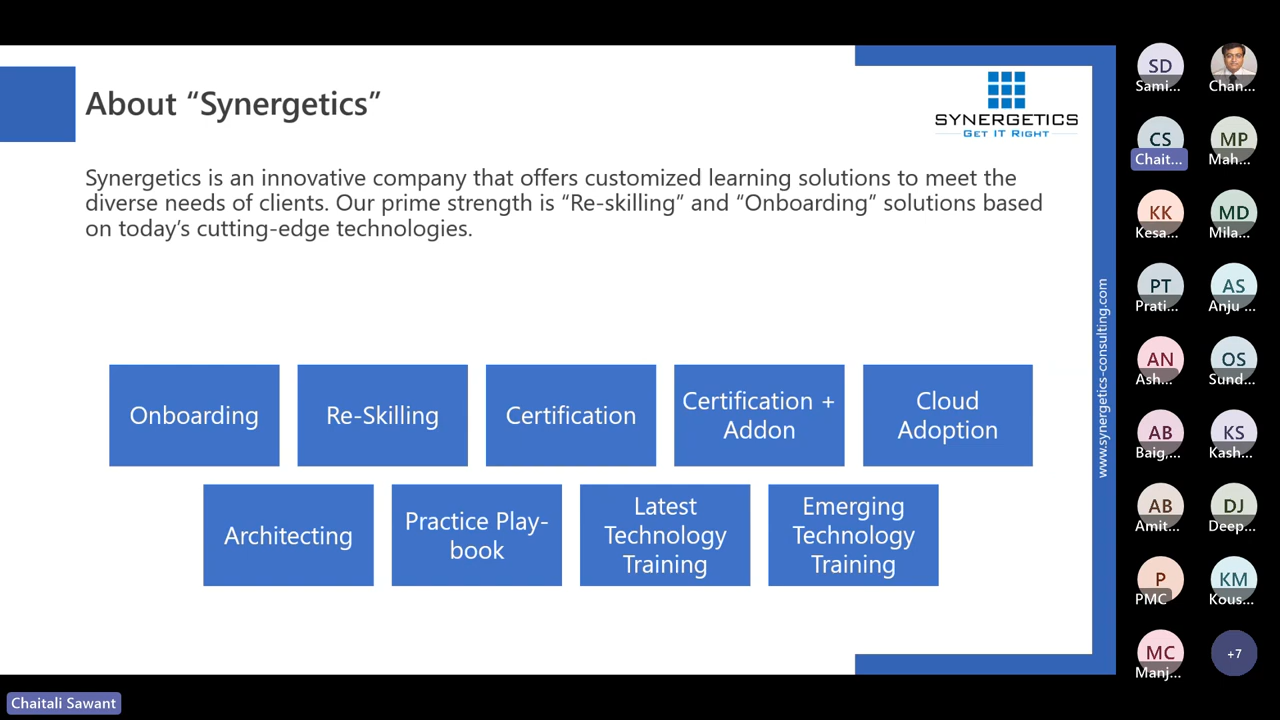 About “Synergetics”
SYNERGETICS
GET IT RIGHT
Synergetics is an innovative company that offers customized learning solutions to meet the
diverse needs of clients. Our prime strength is “Re-skilling” and “Onboarding” solutions based
on today’s cutting-edge technologies.
Onboarding
Re-Skilling
Certification
Certification +
Addon
Cloud
Adoption
Architecting
Practice Play-
book
Latest
Technology
Training
Emerging
Technology
Training
www.synergetics-consulting.com
SD
Sami...
Chan...
CS
Chait...
MP
Mah...
KK
Kesa...
MD
Mila...
PT
Prati...
AS
Anju ...
AN
Ash...
OS
Sund...
AB
Baig,...
KS
Kash...
AB
Amit...
DJ
Deep...
P
PMC
KM
Kous...
MC
Manj...
+7
Chaitali Sawant